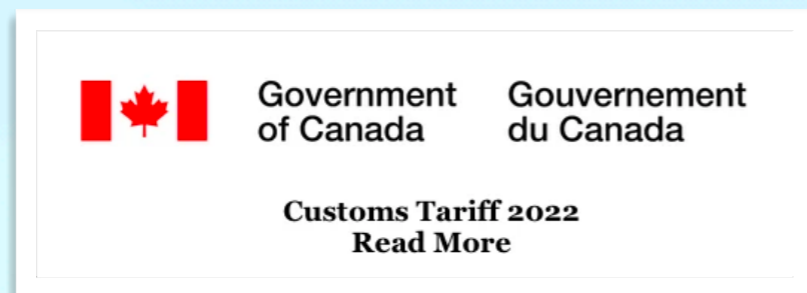 Government
of Canada
Gouvernement
du Canada
Customs Tariff 2022
Read More